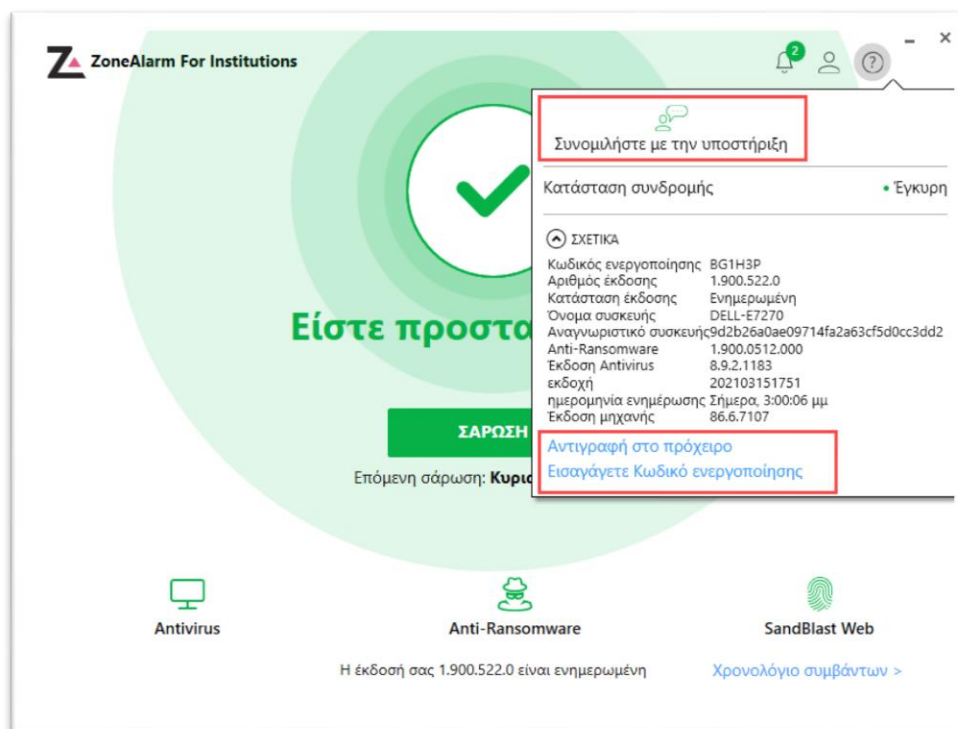 ZoneAlarm For Institutions
2
?
Συνομιλήστε με την υποστήριξη
Κατάσταση συνδρομής • Έγκυρη
ΣΧΕΤΙΚΆ
Κωδικός ενεργοποίησης BG1H3P
Αριθμός έκδοσης 1.900.522.0
Κατάσταση έκδοσης Ενημερωμένη
Όνομα συσκευής DELL-E7270
Αναγνωριστικό συσκευής 9d2b26a0ae09714fa2a63cf5d0cc3dd2
Anti-Ransomware 1.900.0512.000
Έκδοση Antivirus 8.9.2.1183
εκδοχή 202103151751
ημερομηνία ενημέρωσης Σήμερα, 3:00:06 μμ
Έκδοση μηχανής 86.6.7107
Αντιγραφή στο πρόχειρο
Εισαγάγετε Κωδικό ενεργοποίησης
Είστε προστα
ΣΑΡΩΣΗ
Επόμενη σάρωση: Κυρια
Antivirus
Anti-Ransomware
SandBlast Web
Η έκδοσή σας 1.900.522.0 είναι ενημερωμένη
Χρονολόγιο συμβάντων >